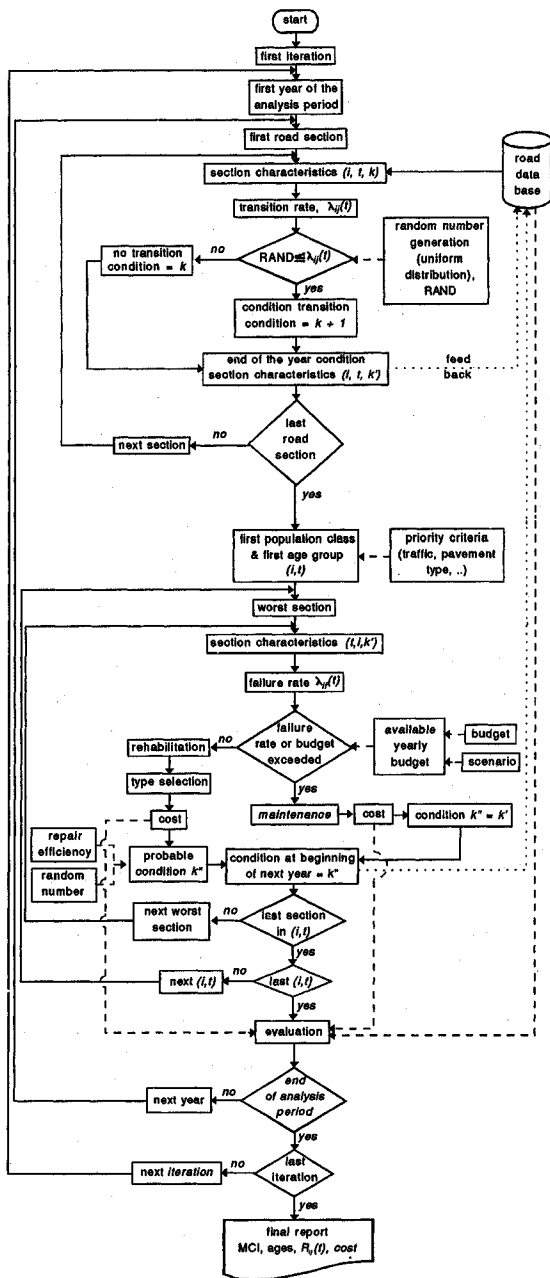 start
first iteration
first year of the
analysis period
first road section
section characteristics (i, t, k)
road
data
base
transition rate, λij(t)
no transition
condition = k
no
RAND≦λij(t)
random number
generation
(uniform
distribution),
RAND
yes
condition transition
condition = k + 1
end of the year condition
section characteristics (i, t, k')
feed
back
last
road
section
next section
no
yes
first population class
& first age group
(i,t)
priority criteria
(traffic, pavement
type, ..)
worst section
section characteristics (t,i,k')
failure rate λif(t)
failure
rate or budget
exceeded
no
rehabilitation
available
yearly
budget
budget
scenario
type selection
yes
maintenance
cost
condition k" = k'
cost
repair
efficiency
random
number
probable
condition k"
condition at beginning
of next year = k"
next worst
section
no
last section
in (i,t)
yes
next (i,t)
no
last (i,t)
yes
evaluation
next year
no
end
of analysis
period
yes
next iteration
no
last
iteration
yes
final report
MCI, ages, Rij(t), cost